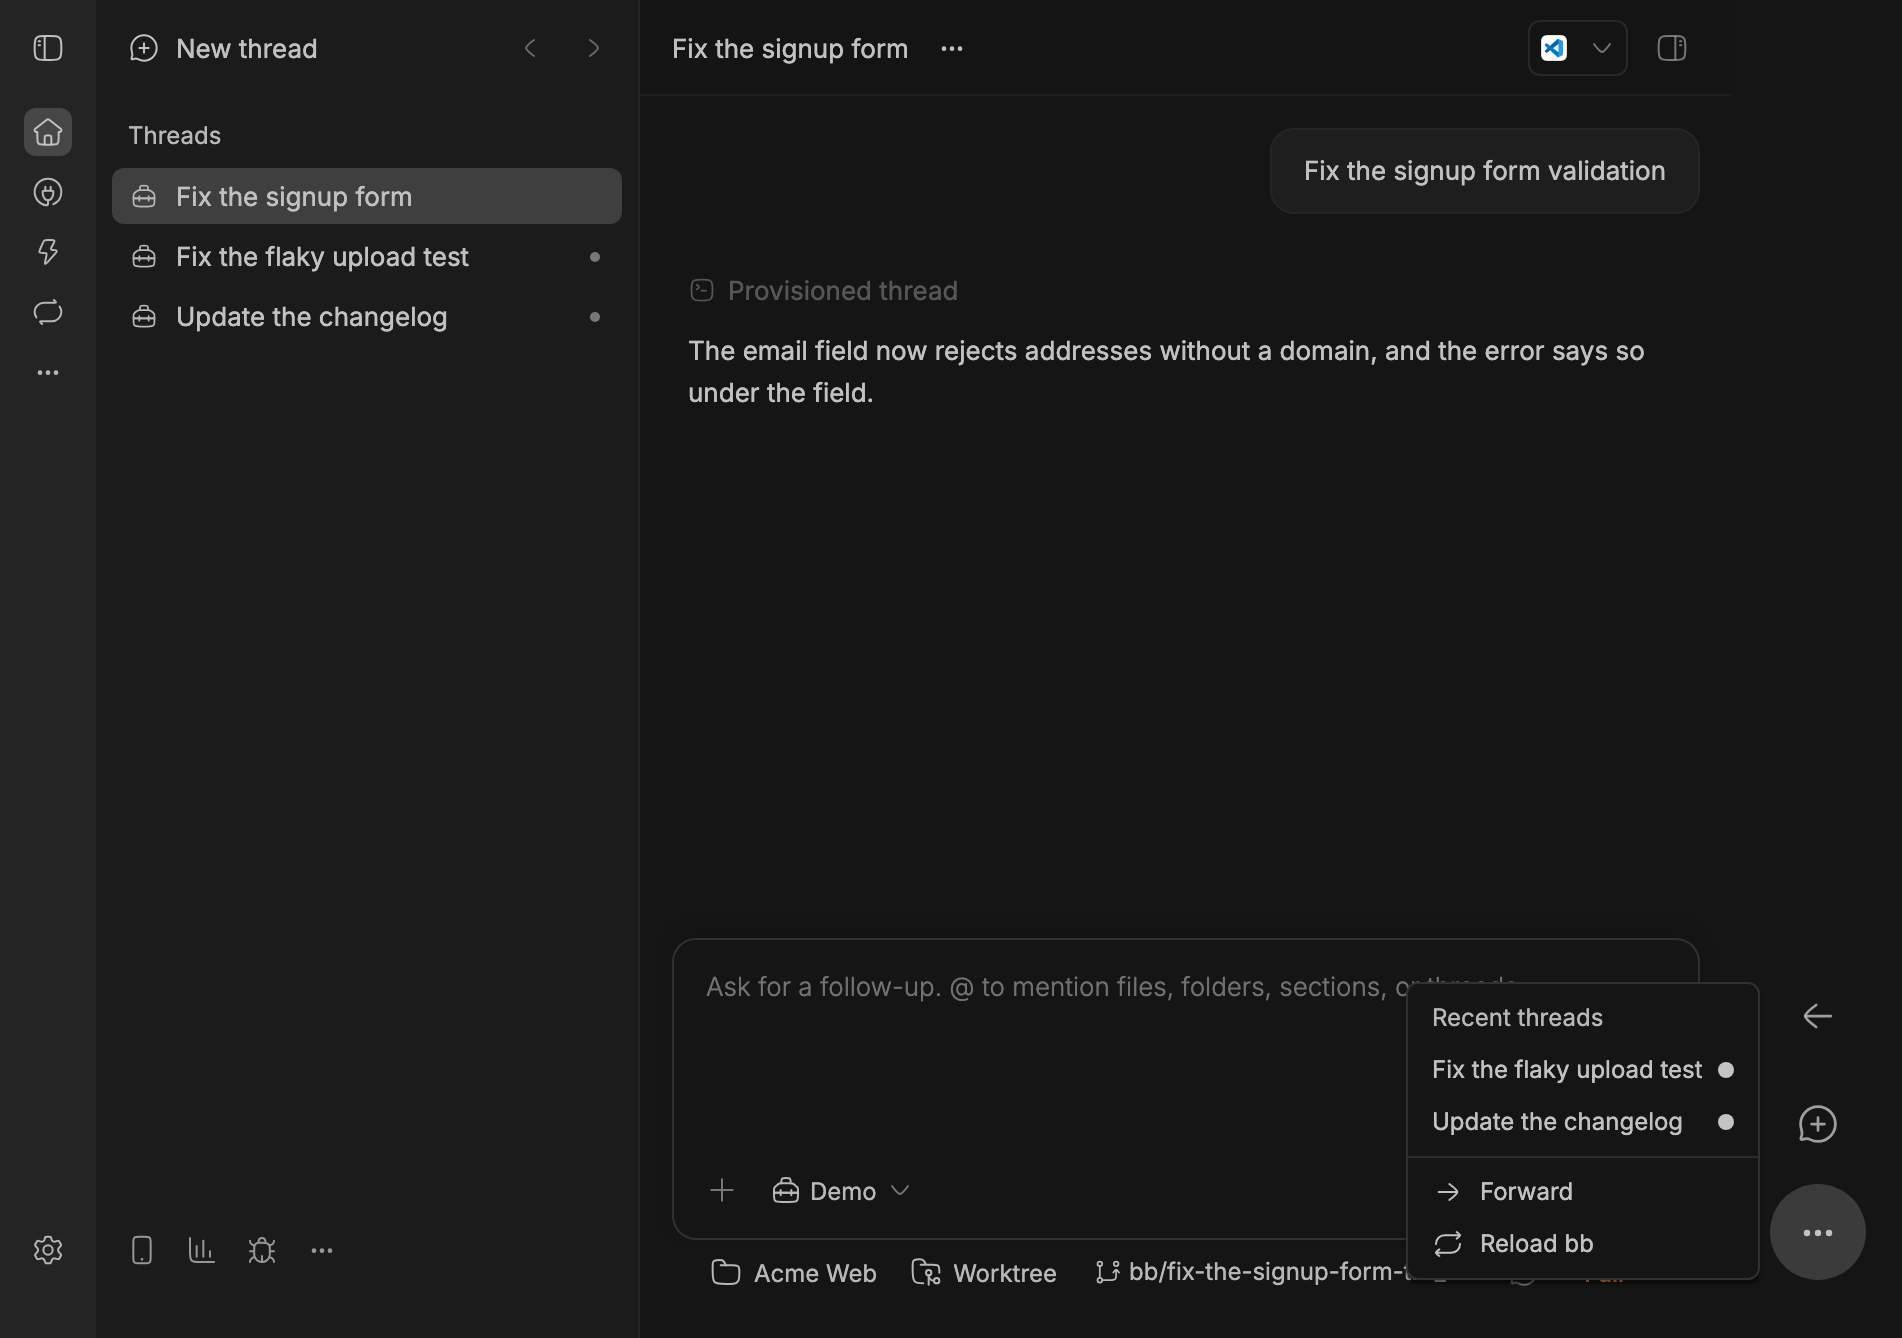 New thread
Threads
Fix the signup form
Fix the flaky upload test
Update the changelog
Fix the signup form
Fix the signup form validation
Provisioned thread
The email field now rejects addresses without a domain, and the error says so
under the field.
Ask for a follow-up. @ to mention files, folders, sections, or threads
Demo
Acme Web
Worktree
bb/fix-the-signup-form-
Recent threads
Fix the flaky upload test
Update the changelog
Forward
Reload bb